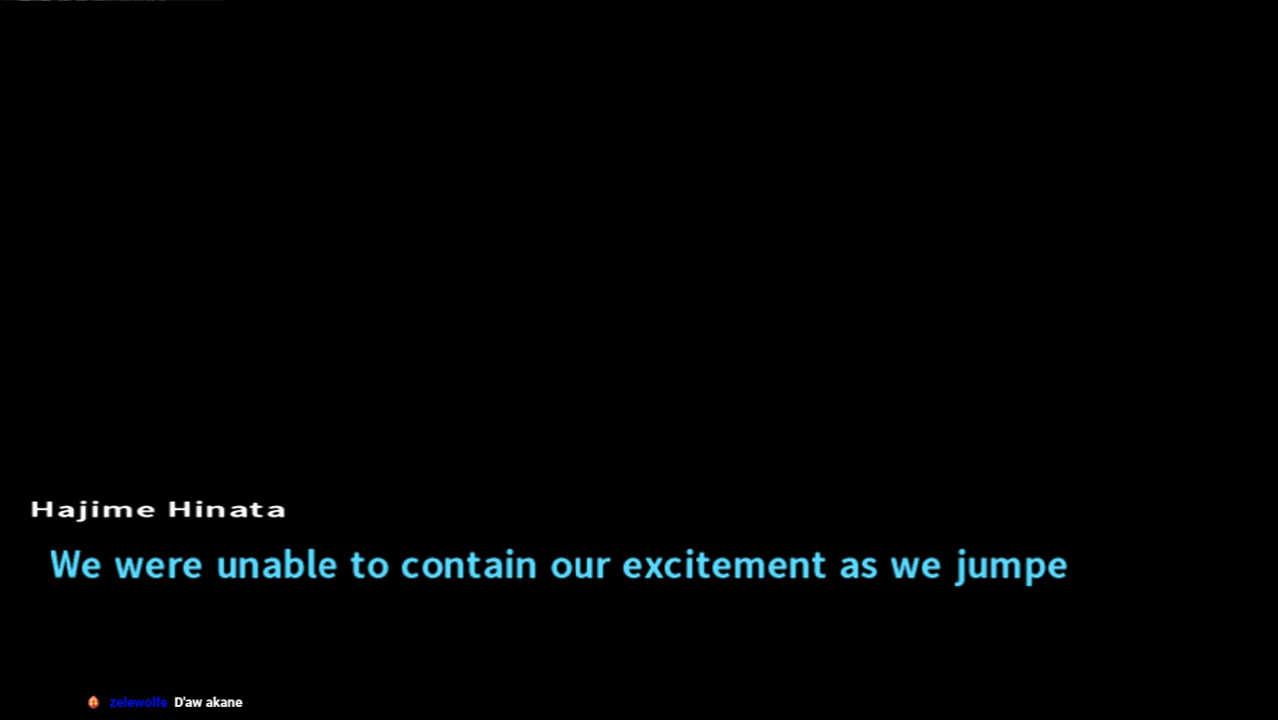 Hajime Hinata
We were unable to contain our excitement as we jumpe
zelewolfe D'aw akane